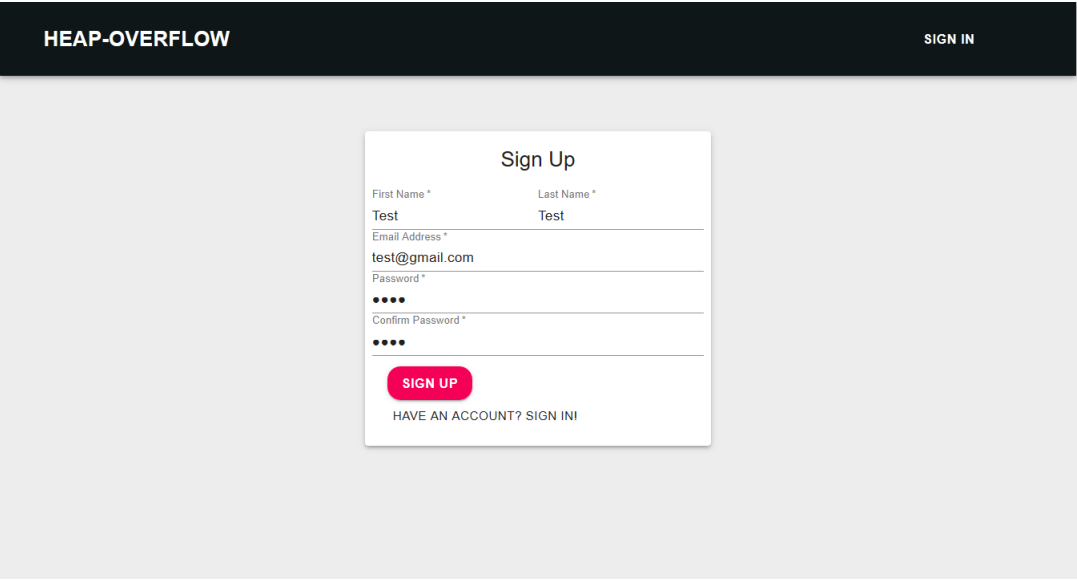 HEAP-OVERFLOW SIGN IN
Sign Up
First Name * Last Name *
Test Test
Email Address *
test@gmail.com
Password *
••••
Confirm Password *
••••
SIGN UP
HAVE AN ACCOUNT? SIGN IN!